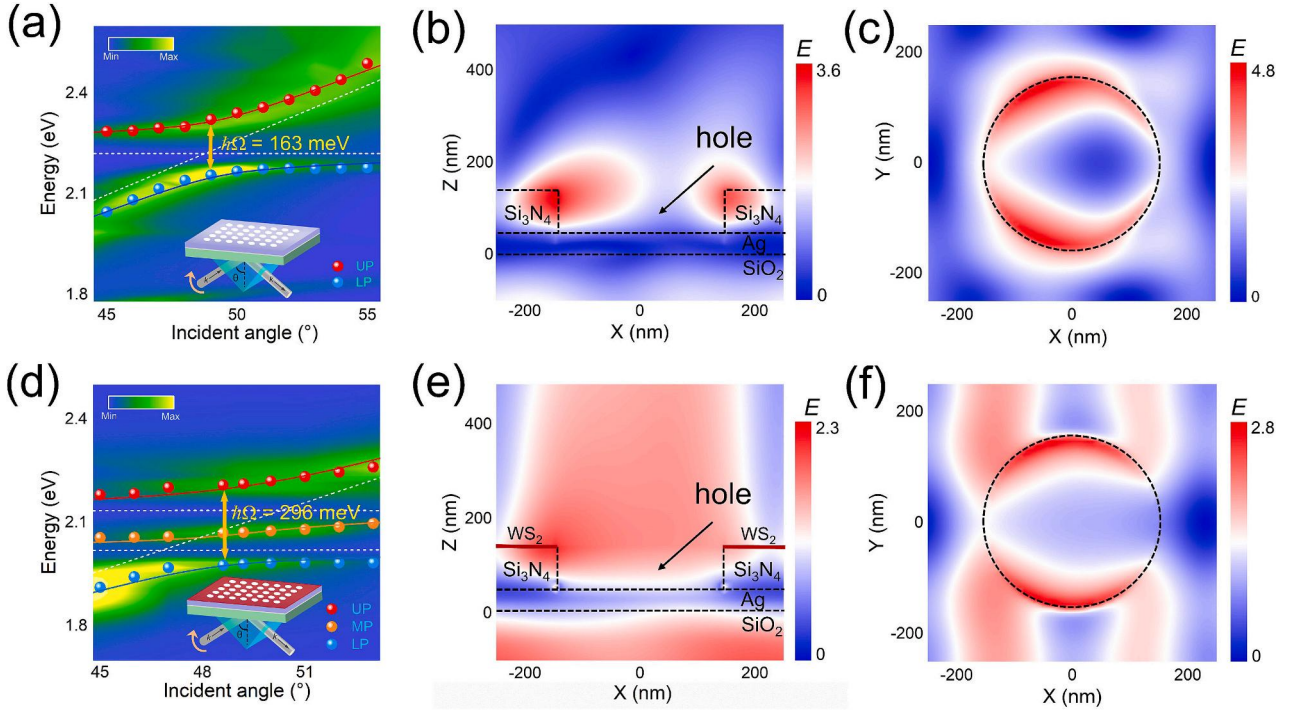 (a)
Min
Max
ħΩ = 163 meV
θ
UP
LP
2.4
2.1
1.8
Energy (eV)
45
50
55
Incident angle (°)
(b)
400
200
0
Z (nm)
hole
Si₃N₄
Si₃N₄
Ag
SiO₂
-200
0
200
X (nm)
E
3.6
0
(c)
200
0
-200
Y (nm)
-200
0
200
X (nm)
E
4.8
0
(d)
Min
Max
ħΩ = 296 meV
θ
UP
MP
LP
2.4
2.1
1.8
Energy (eV)
45
48
51
Incident angle (°)
(e)
400
200
0
Z (nm)
hole
WS₂
WS₂
Si₃N₄
Si₃N₄
Ag
SiO₂
-200
0
200
X (nm)
E
2.3
0
(f)
200
0
-200
Y (nm)
-200
0
200
X (nm)
E
2.8
0